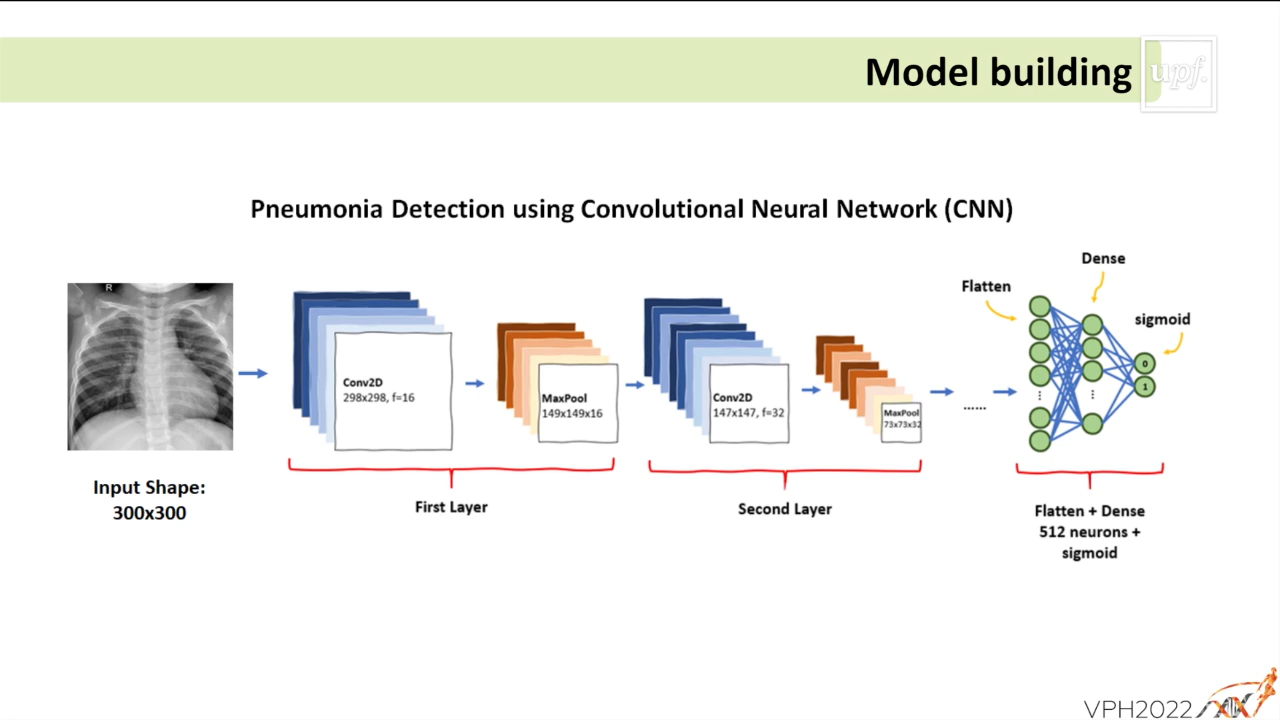 Model building
upf.
Pneumonia Detection using Convolutional Neural Network (CNN)
R
Input Shape:
300x300
Conv2D
298x298, f=16
MaxPool
149x149x16
First Layer
Conv2D
147x147, f=32
MaxPool
73x73x32
Second Layer
......
Flatten
Dense
sigmoid
0
1
Flatten + Dense
512 neurons +
sigmoid
VPH2022